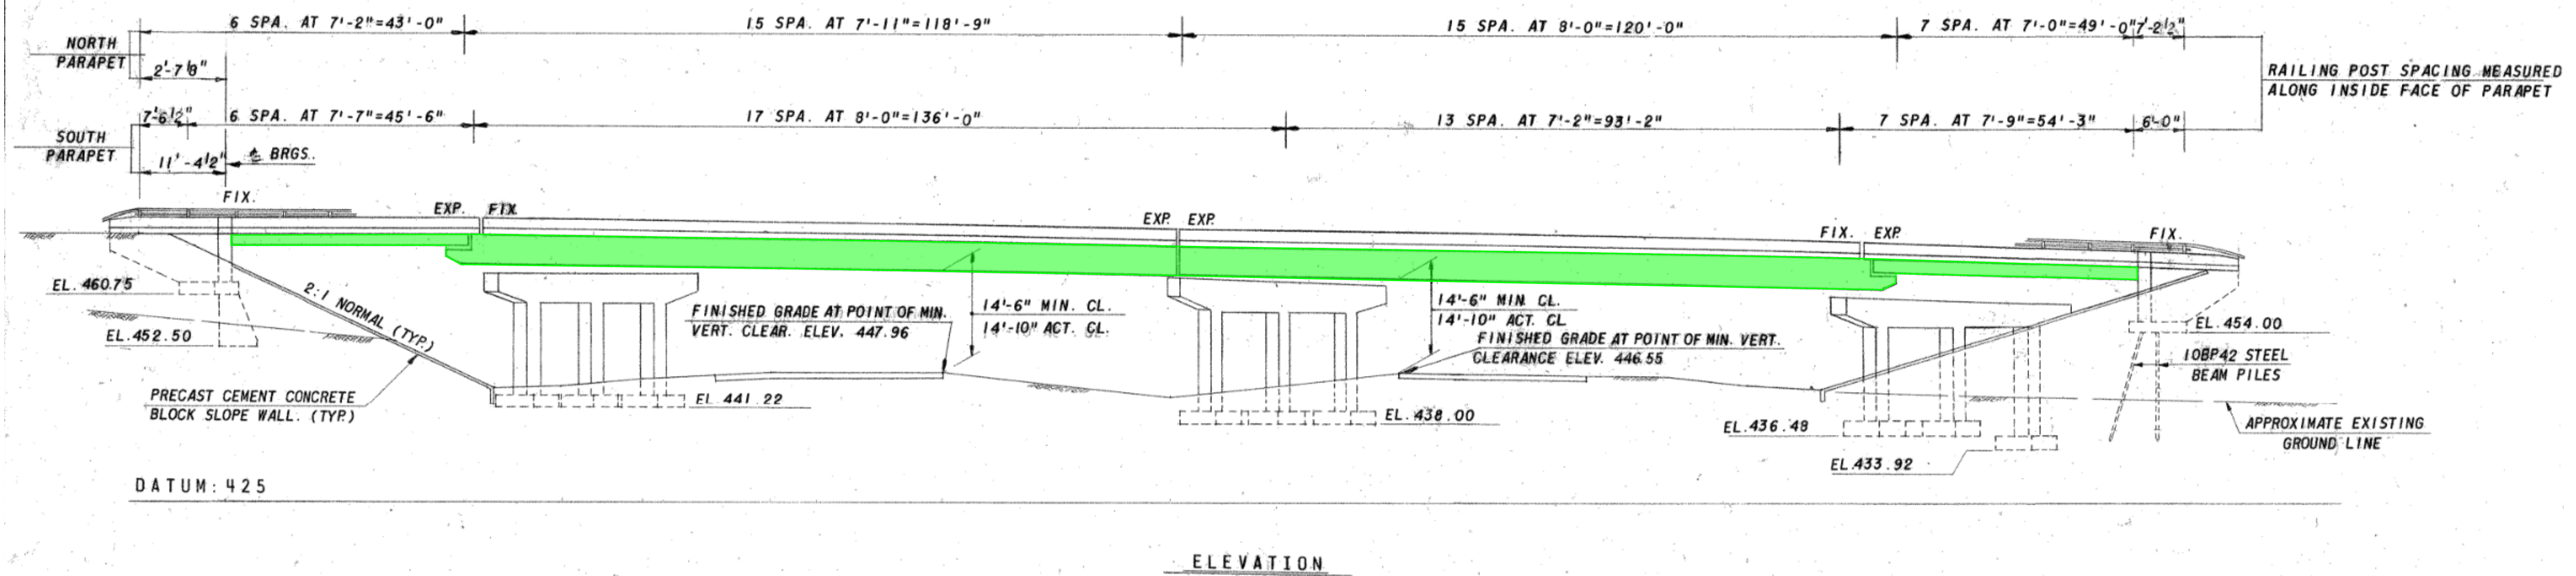 6 SPA. AT 7'-2"=43'-0"
15 SPA. AT 7'-11"=118'-9"
15 SPA. AT 8'-0"=120'-0"
7 SPA. AT 7'-0"=49'-0"
7'-2½"
NORTH
PARAPET
2'-7⅛"
RAILING POST SPACING MEASURED
ALONG INSIDE FACE OF PARAPET
7'-6½"
6 SPA. AT 7'-7"=45'-6"
17 SPA. AT 8'-0"=136'-0"
13 SPA. AT 7'-2"=93'-2"
7 SPA. AT 7'-9"=54'-3"
6'-0"
SOUTH
PARAPET
11'-4½"
℄ BRGS.
FIX.
EXP. FIX.
EXP. EXP.
FIX. EXP.
FIX.
EL. 460.75
EL. 452.50
2:1 NORMAL (TYP.)
PRECAST CEMENT CONCRETE
BLOCK SLOPE WALL. (TYP.)
EL. 441.22
FINISHED GRADE AT POINT OF MIN.
VERT. CLEAR. ELEV. 447.96
14'-6" MIN. CL.
14'-10" ACT. CL.
EL. 438.00
14'-6" MIN. CL.
14'-10" ACT. CL
FINISHED GRADE AT POINT OF MIN. VERT.
CLEARANCE ELEV. 446.55
EL. 436.48
EL. 433.92
EL. 454.00
10BP42 STEEL
BEAM PILES
APPROXIMATE EXISTING
GROUND LINE
DATUM: 425
ELEVATION